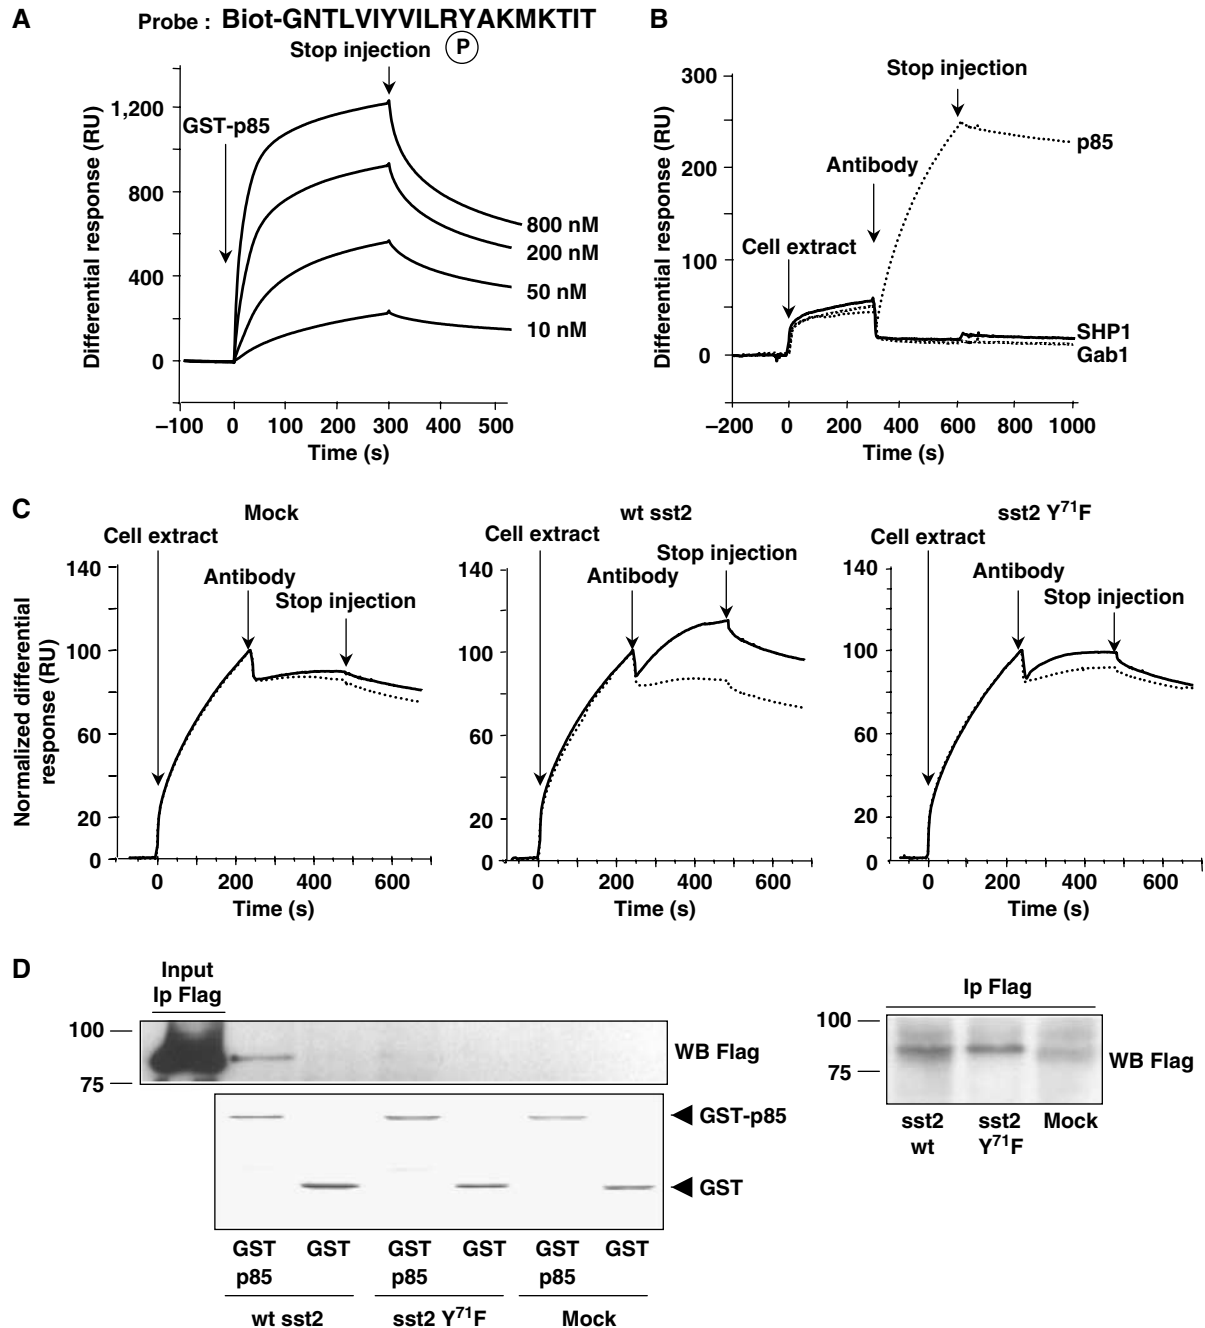 A
Probe : Biot-GNTLVIYVILRYAKMKTIT
Stop injection P
GST-p85
Differential response (RU)
1,200
800
400
0
800 nM
200 nM
50 nM
10 nM
–100 0 100 200 300 400 500
Time (s)
B
Stop injection
Antibody
Cell extract
Differential response (RU)
300
200
100
0
p85
SHP1
Gab1
–200 0 200 400 600 800 1000
Time (s)
C
Mock
Cell extract
Antibody
Stop injection
Normalized differential
response (RU)
140
100
60
20
0
0 200 400 600
Time (s)
wt sst2
Cell extract
Stop injection
Antibody
140
100
60
20
0
0 200 400 600
Time (s)
sst2 Y71F
Cell extract
Antibody
Stop injection
140
100
60
20
0
0 200 400 600
Time (s)
D
Input
Ip Flag
100
75
WB Flag
GST-p85
GST
GST GST GST GST GST GST
p85 p85 p85
wt sst2 sst2 Y71F Mock
Ip Flag
100
75
WB Flag
sst2 sst2 Mock
wt Y71F